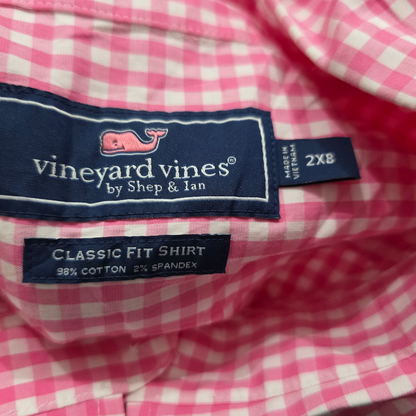 vineyard vines®
by Shep & Ian
MADE IN
VIETNAM
2XB
CLASSIC FIT SHIRT
98% COTTON 2% SPANDEX